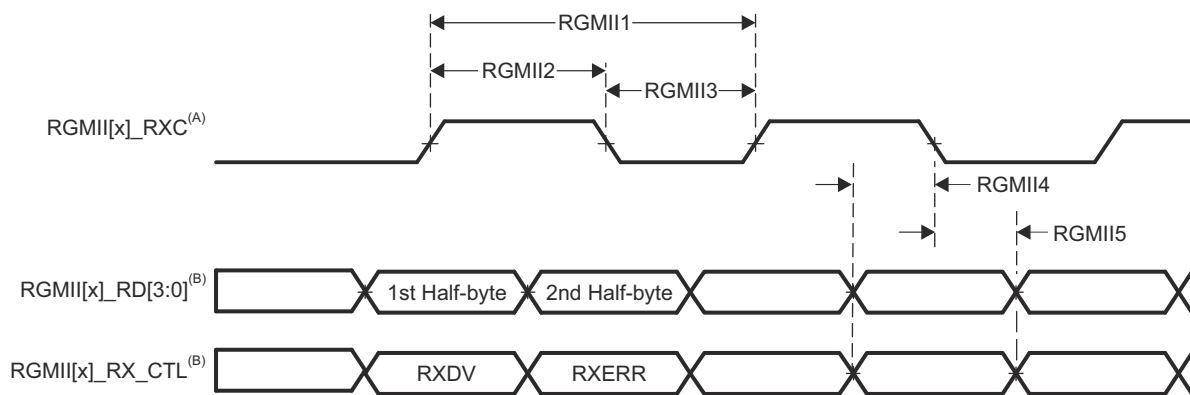 RGMII1
RGMII2
RGMII3
RGMII[x]_RXC(A)
RGMII4
RGMII5
RGMII[x]_RD[3:0](B)
1st Half-byte
2nd Half-byte
RGMII[x]_RX_CTL(B)
RXDV
RXERR